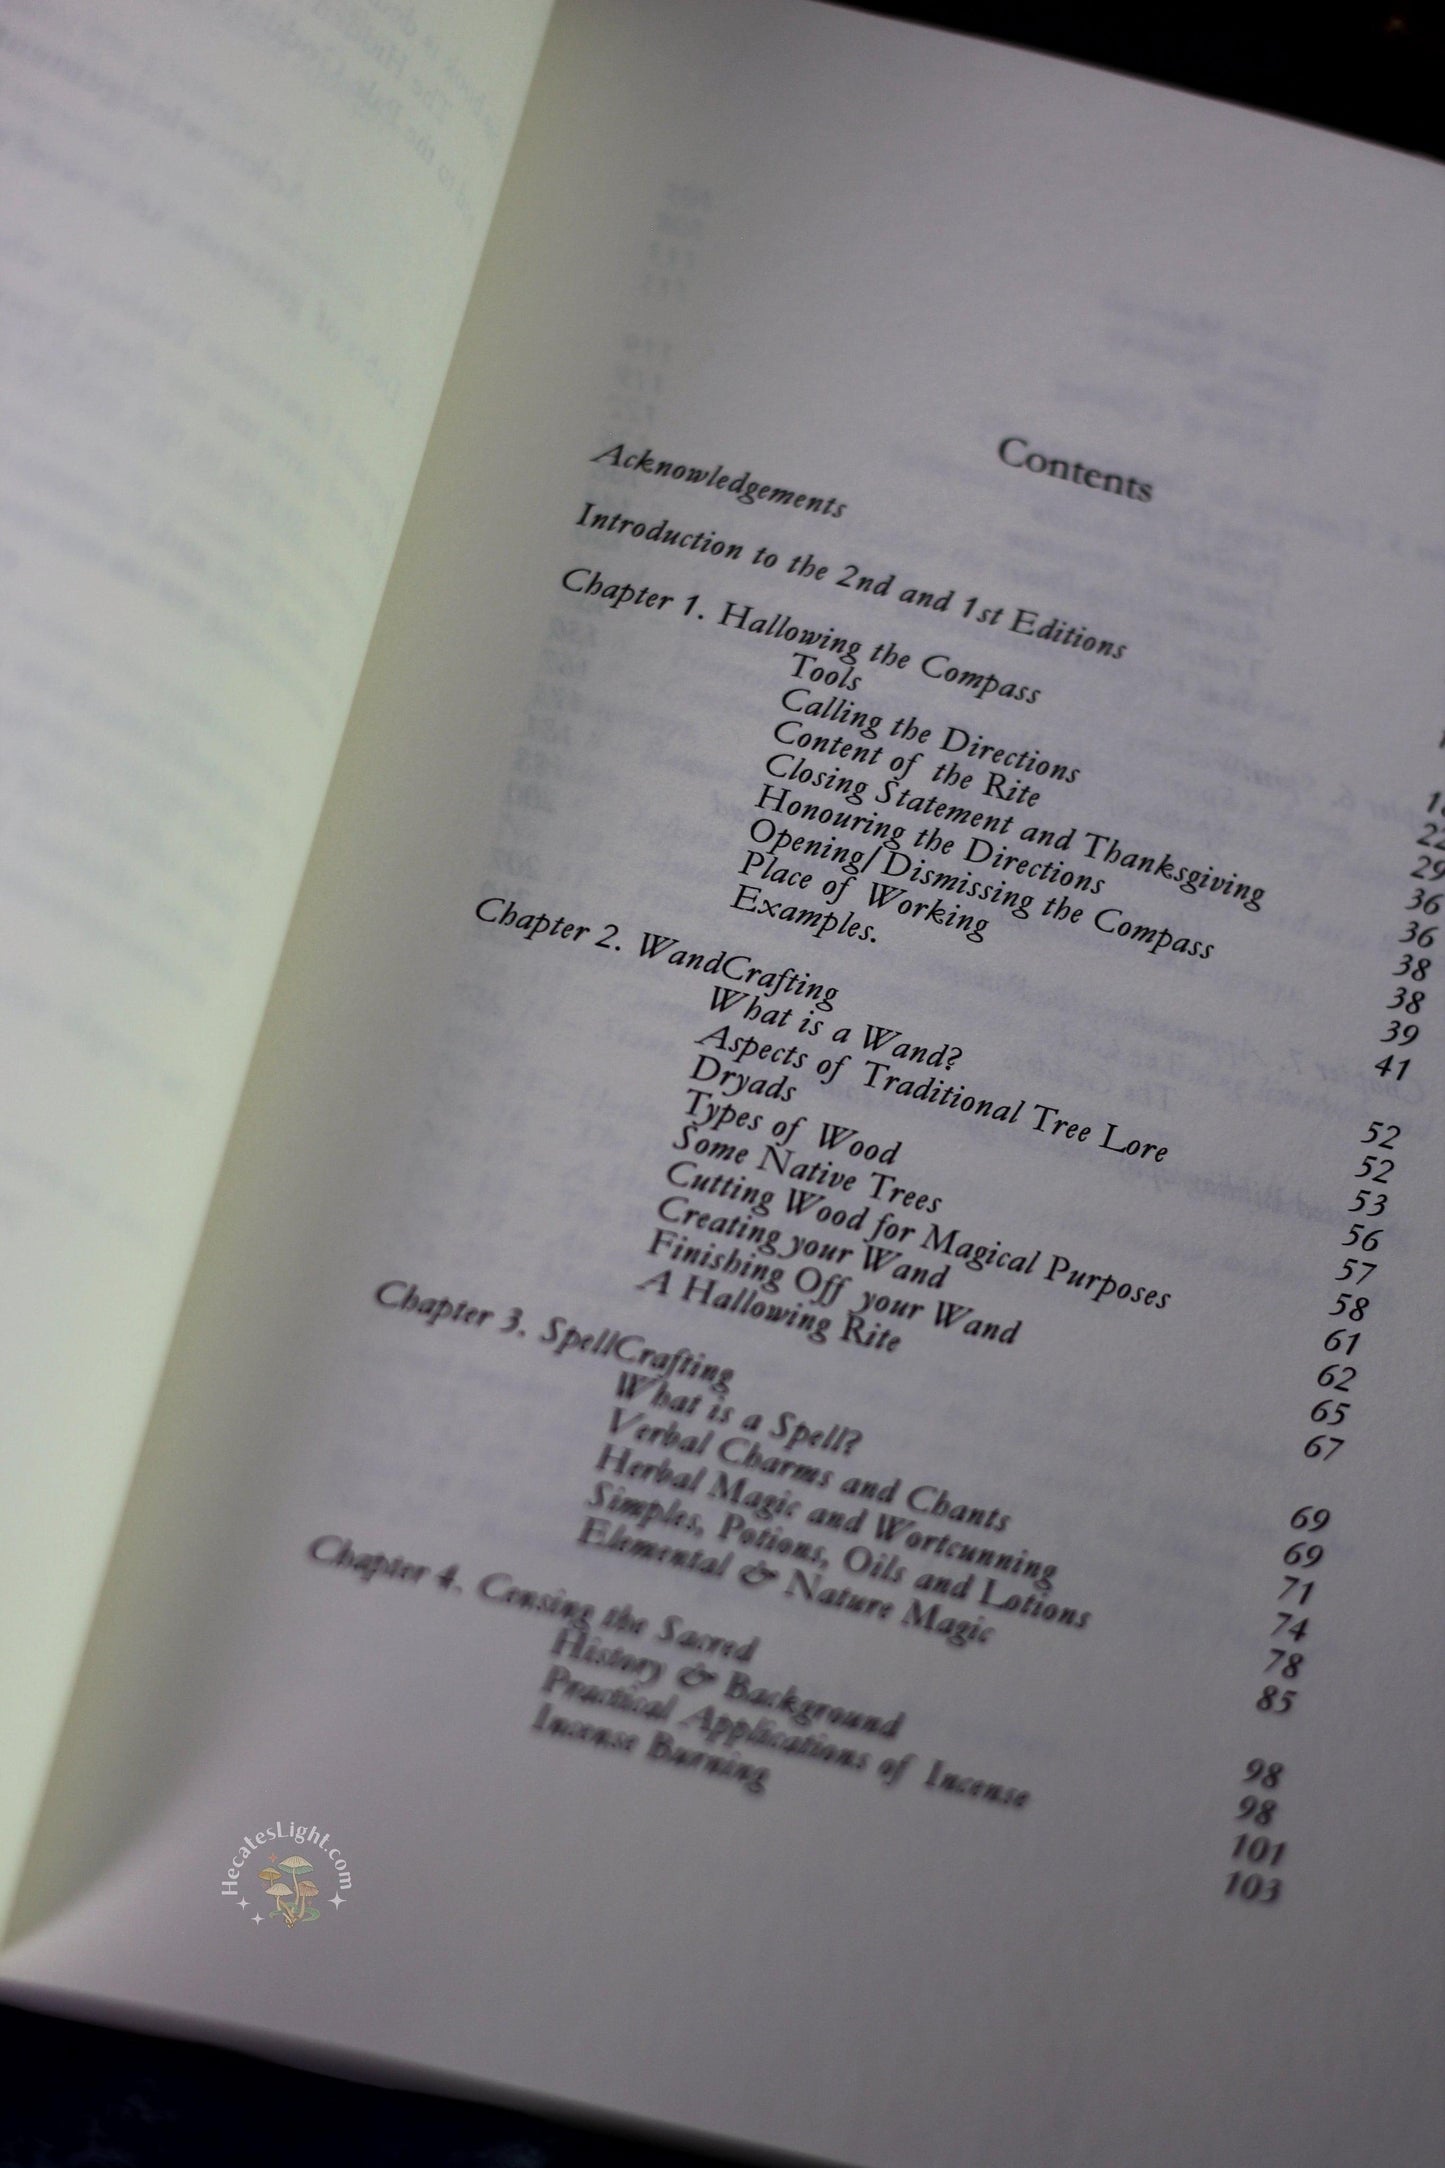 Contents
Acknowledgements
Introduction to the 2nd and 1st Editions
Chapter 1. Hallowing the Compass
Tools 22
Calling the Directions 29
Content of the Rite 36
Closing Statement and Thanksgiving 36
Honouring the Directions 38
Opening/Dismissing the Compass 38
Place of Working 39
Examples. 41
Chapter 2. WandCrafting 52
What is a Wand? 52
Aspects of Traditional Tree Lore 53
Dryads 56
Types of Wood 57
Some Native Trees 58
Cutting Wood for Magical Purposes 61
Creating your Wand 62
Finishing Off your Wand 65
A Hallowing Rite 67
Chapter 3. SpellCrafting 69
What is a Spell? 69
Verbal Charms and Chants 71
Herbal Magic and Wortcunning 74
Simples, Potions, Oils and Lotions 78
Elemental & Nature Magic 85
Chapter 4. Censing the Sacred 98
History & Background 98
Practical Applications of Incense 101
Incense Burning 103
HecatesLight.com